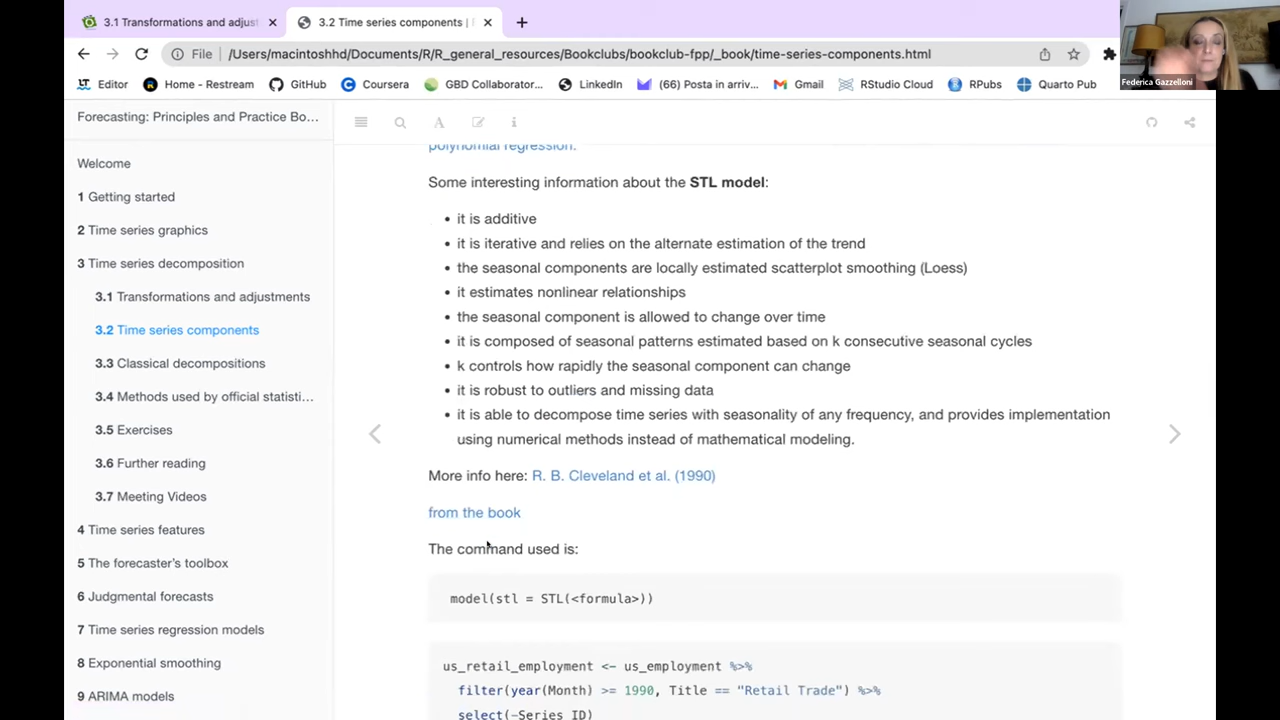 3.1 Transformations and adjust
3.2 Time series components |
File
/Users/macintoshhd/Documents/R/R_general_resources/Bookclubs/bookclub-fpp/_book/time-series-components.html
Editor
Home - Rstudio
GitHub
Coursera
GBD Collaborator...
LinkedIn
(66) Posta in arriv...
Gmail
RStudio Cloud
RPubs
Quarto Pub
Federica Gazzelloni
Forecasting: Principles and Practice Bo...
Welcome
1 Getting started
2 Time series graphics
3 Time series decomposition
3.1 Transformations and adjustments
3.2 Time series components
3.3 Classical decompositions
3.4 Methods used by official statisti...
3.5 Exercises
3.6 Further reading
3.7 Meeting Videos
4 Time series features
5 The forecaster's toolbox
6 Judgmental forecasts
7 Time series regression models
8 Exponential smoothing
9 ARIMA models
polynomial regression.
Some interesting information about the STL model:
• it is additive
• it is iterative and relies on the alternate estimation of the trend
• the seasonal components are locally estimated scatterplot smoothing (Loess)
• it estimates nonlinear relationships
• the seasonal component is allowed to change over time
• it is composed of seasonal patterns estimated based on k consecutive seasonal cycles
• k controls how rapidly the seasonal component can change
• it is robust to outliers and missing data
• it is able to decompose time series with seasonality of any frequency, and provides implementation
using numerical methods instead of mathematical modeling.
More info here: R. B. Cleveland et al. (1990)
from the book
The command used is:
model(stl = STL(<formula>))
us_retail_employment <- us_employment %>%
filter(year(Month) >= 1990, Title == "Retail Trade") %>%
select(-Series_ID)